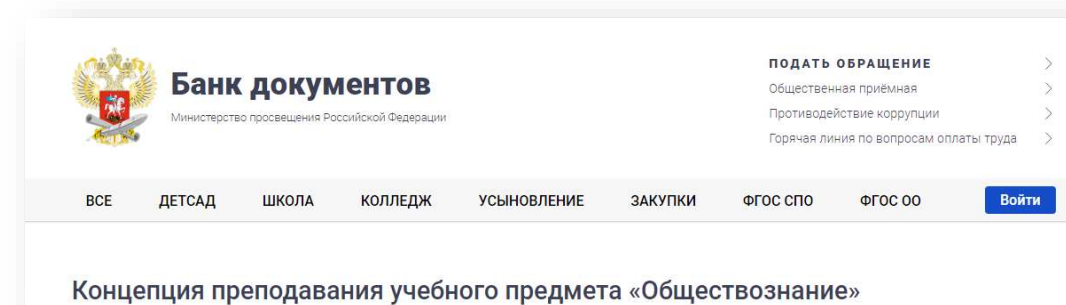 Банк документов
Министерство просвещения Российской Федерации
ПОДАТЬ ОБРАЩЕНИЕ
Общественная приёмная
Противодействие коррупции
Горячая линия по вопросам оплаты труда
ВСЕ ДЕТСАД ШКОЛА КОЛЛЕДЖ УСЫНОВЛЕНИЕ ЗАКУПКИ ФГОС СПО ФГОС ОО Войти
Концепция преподавания учебного предмета «Обществознание»